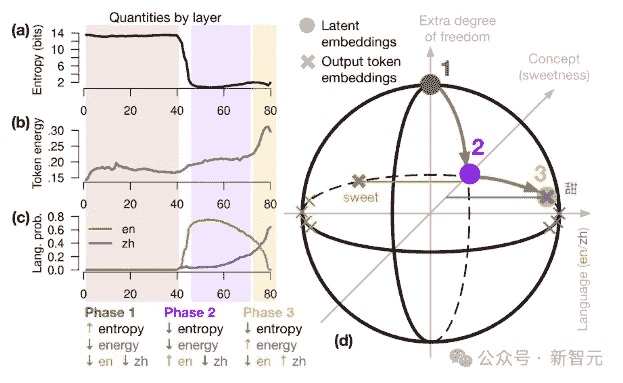 Quantities by layer
(a)
Entropy (bits)
14
10
6
2
0 20 40 60 80
(b)
Token energy
.30
.25
.20
.15
0 20 40 60 80
(c)
Lang. prob.
0.8
0.6
0.4
0.2
0.0
en
zh
0 20 40 60 80
Phase 1
↑ entropy
↓ energy
↓ en ↓ zh
Phase 2
↓ entropy
↓ energy
↑ en ↓ zh
Phase 3
↓ entropy
↑ energy
↓ en ↑ zh
Latent
embeddings
Output token
embeddings
Extra degree
of freedom
Concept
(sweetness)
1
2
3
甜
sweet
Language (en/zh)
(d)
公众号 · 新智元